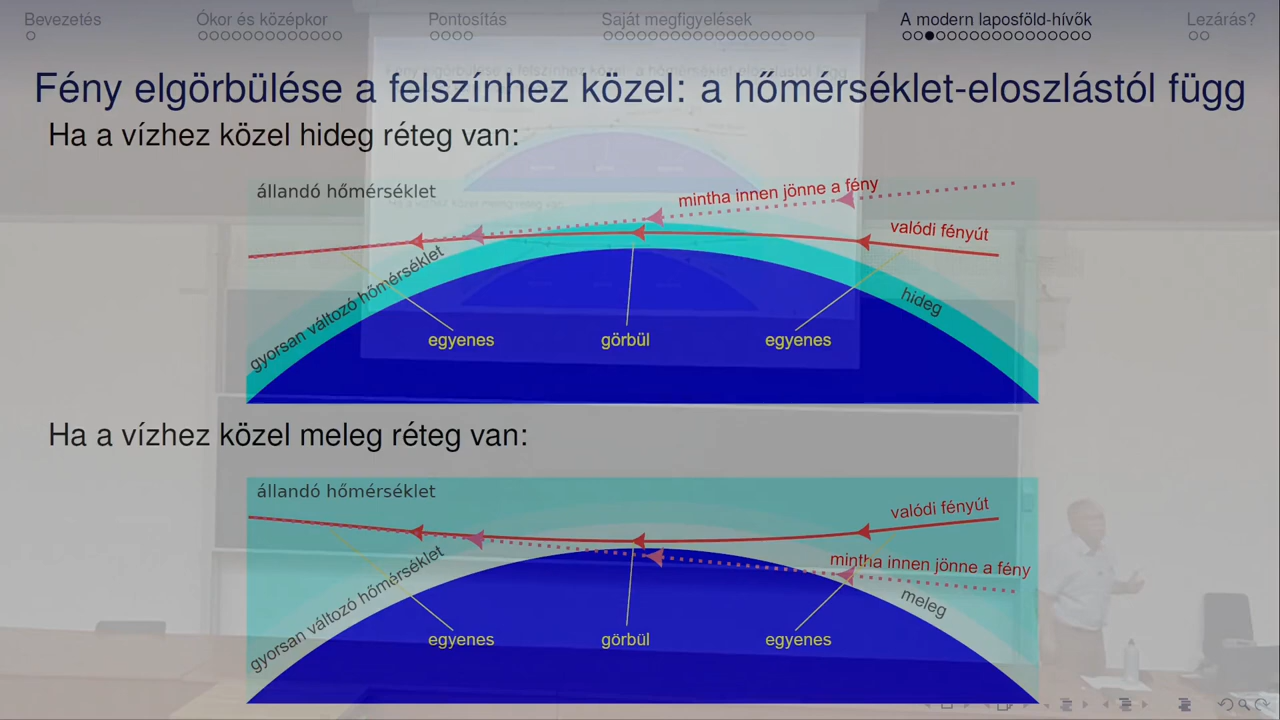 Bevezetés
Ókor és középkor
Pontosítás
Saját megfigyelések
A modern laposföld-hívők
Lezárás?
Fény elgörbülése a felszínhez közel: a hőmérséklet-eloszlástól függ
Ha a vízhez közel hideg réteg van:
állandó hőmérséklet
mintha innen jönne a fény
valódi fényút
gyorsan változó hőmérséklet
hideg
egyenes
görbül
egyenes
Ha a vízhez közel meleg réteg van:
állandó hőmérséklet
valódi fényút
mintha innen jönne a fény
gyorsan változó hőmérséklet
meleg
egyenes
görbül
egyenes